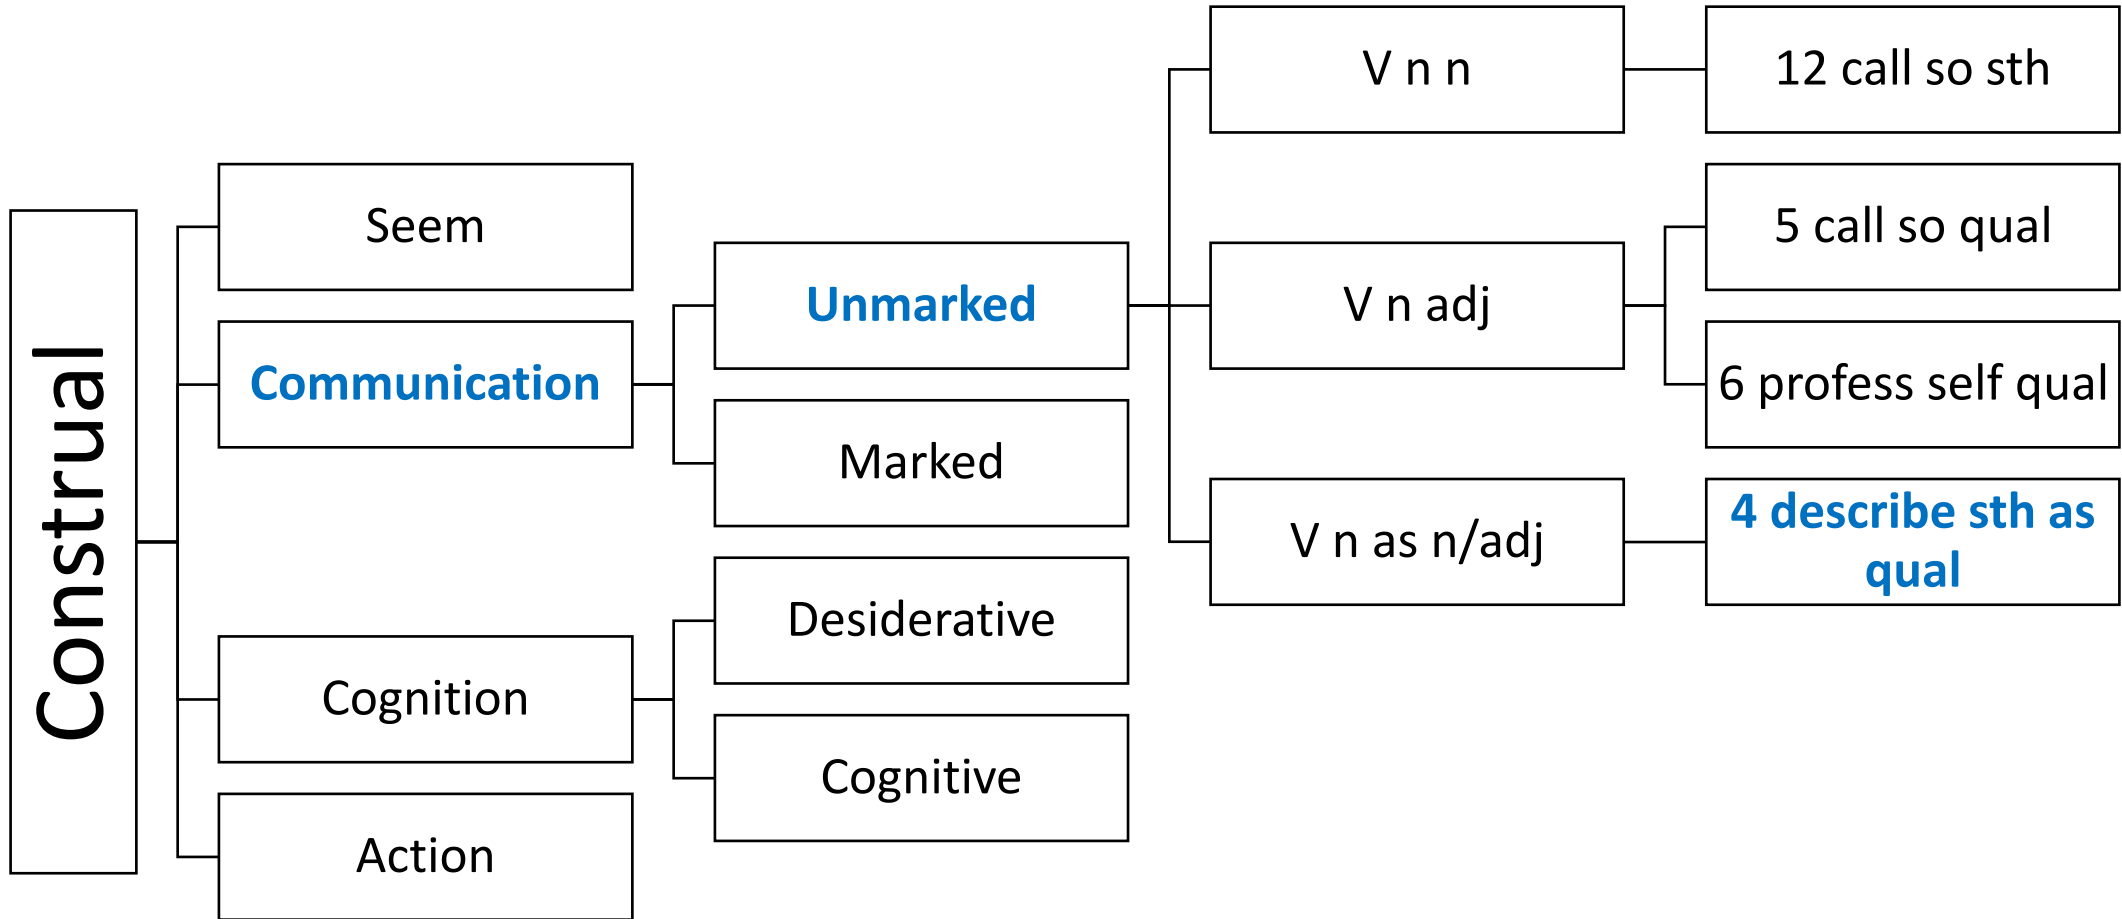 Construal
Seem
Communication
Cognition
Action
Unmarked
Marked
Desiderative
Cognitive
V n n
V n adj
V n as n/adj
12 call so sth
5 call so qual
6 profess self qual
4 describe sth as
qual